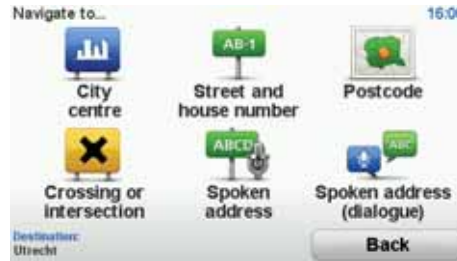 Navigate to...
16:0
AB-1
City
centre
Street and
house number
Postcode
ABCD
ABC
Crossing or
intersection
Spoken
address
Spoken address
(dialogue)
Destination:
Utrecht
Back